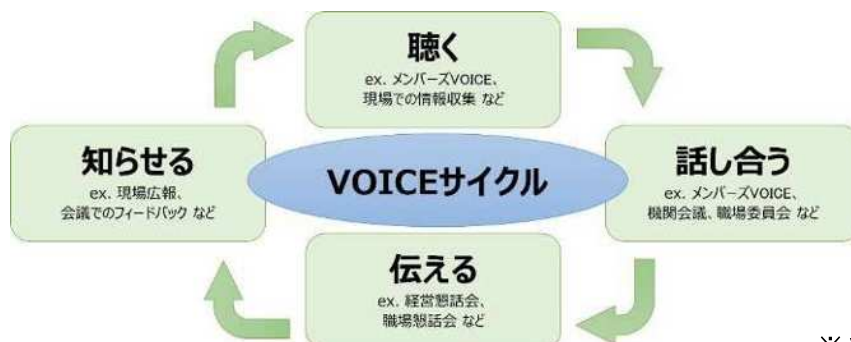 聴く
ex. メンバーズVOICE、
現場での情報収集 など
知らせる
ex. 現場広報、
会議でのフィードバック など
VOICEサイクル
話し合う
ex. メンバーズVOICE、
機関会議、職場委員会 など
伝える
ex. 経営懇話会、
職場懇話会 など
※